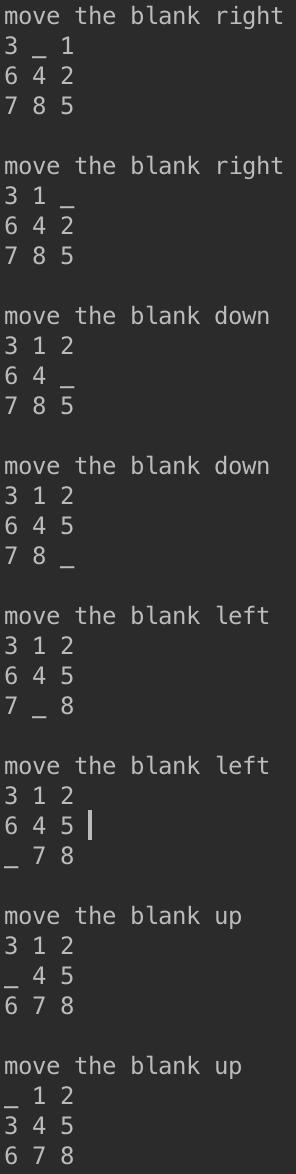 move the blank right
3 _ 1
6 4 2
7 8 5

move the blank right
3 1 _
6 4 2
7 8 5

move the blank down
3 1 2
6 4 _
7 8 5

move the blank down
3 1 2
6 4 5
7 8 _

move the blank left
3 1 2
6 4 5
7 _ 8

move the blank left
3 1 2
6 4 5
_ 7 8

move the blank up
3 1 2
_ 4 5
6 7 8

move the blank up
_ 1 2
3 4 5
6 7 8